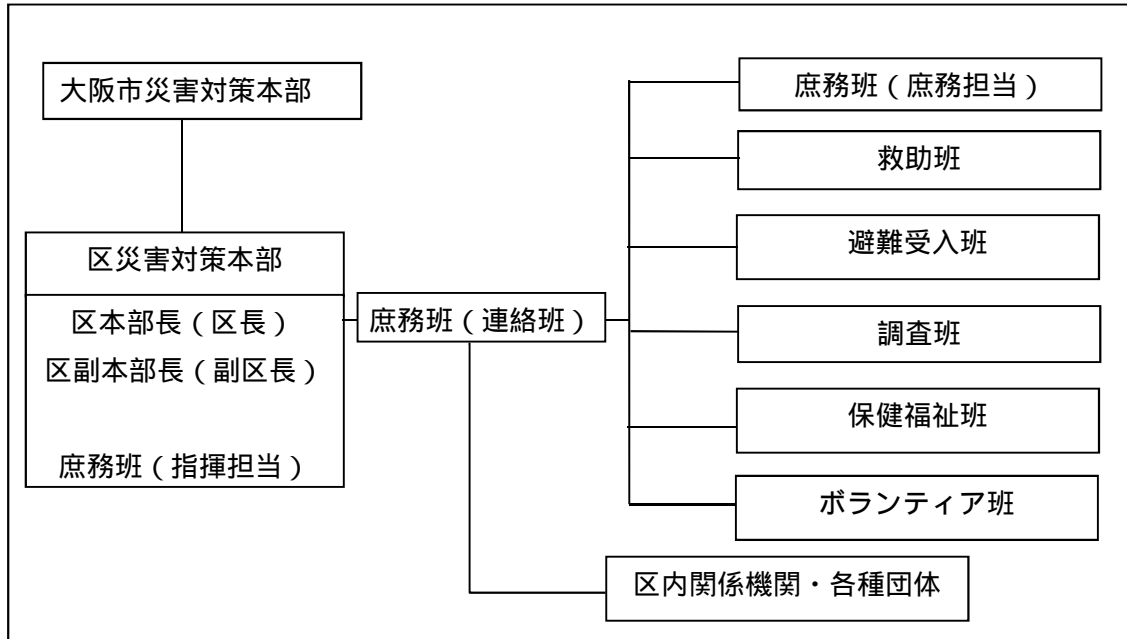 大阪市災害対策本部
区災害対策本部
区本部長(区長)
区副本部長(副区長)
庶務班(指揮担当)
庶務班(連絡班)
庶務班(庶務担当)
救助班
避難受入班
調査班
保健福祉班
ボランティア班
区内関係機関・各種団体